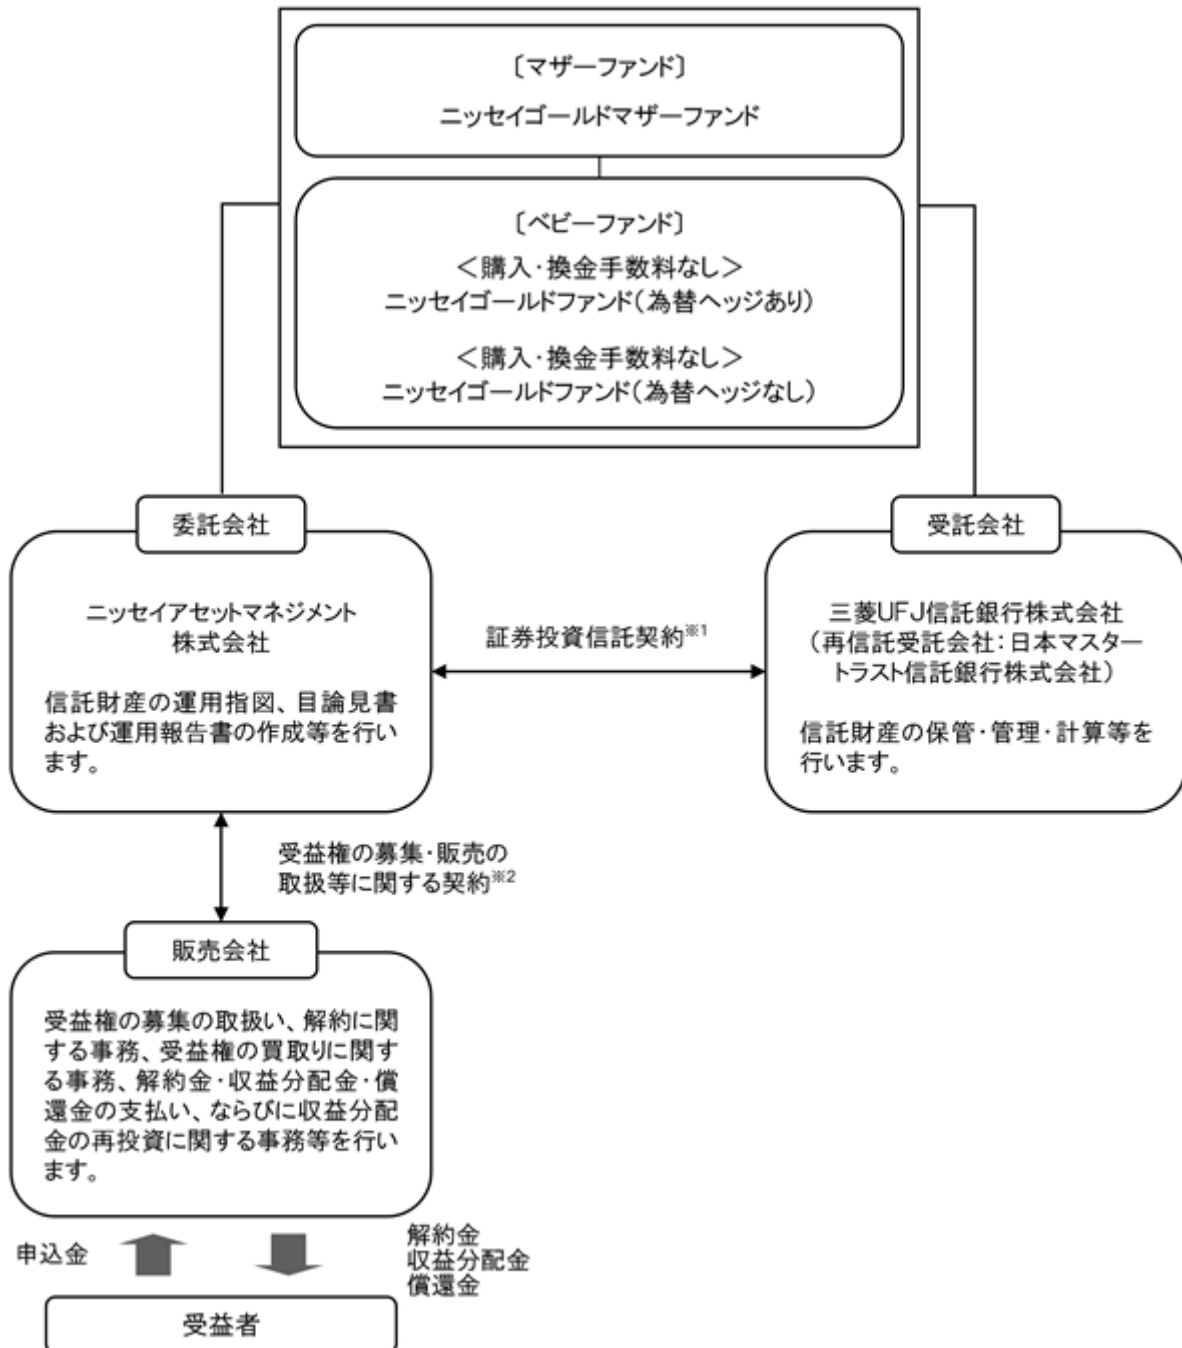 〔マザーファンド〕
ニッセイゴールドマザーファンド
〔ベビーファンド〕
＜購入・換金手数料なし＞
ニッセイゴールドファンド（為替ヘッジあり）
＜購入・換金手数料なし＞
ニッセイゴールドファンド（為替ヘッジなし）
委託会社
ニッセイアセットマネジメント
株式会社
信託財産の運用指図、目論見書
および運用報告書の作成等を行い
ます。
証券投資信託契約※1
受託会社
三菱UFJ信託銀行株式会社
（再信託受託会社：日本マスター
トラスト信託銀行株式会社）
信託財産の保管・管理・計算等を
行います。
受益権の募集・販売の
取扱等に関する契約※2
販売会社
受益権の募集の取扱い、解約に関
する事務、受益権の買取りに関す
る事務、解約金・収益分配金・償
還金の支払い、ならびに収益分配
金の再投資に関する事務等を行い
ます。
申込金
解約金
収益分配金
償還金
受益者